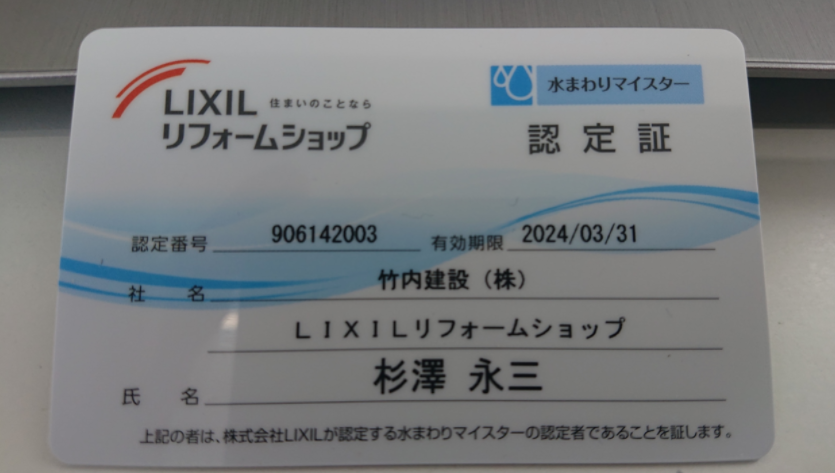 LIXIL 住まいのことなら
リフォームショップ
水まわりマイスター
認定証
認定番号 906142003 有効期限 2024/03/31
社名 竹内建設(株)
LIXILリフォームショップ
氏名 杉澤 永三
上記の者は、株式会社LIXILが認定する水まわりマイスターの認定者であることを証します。